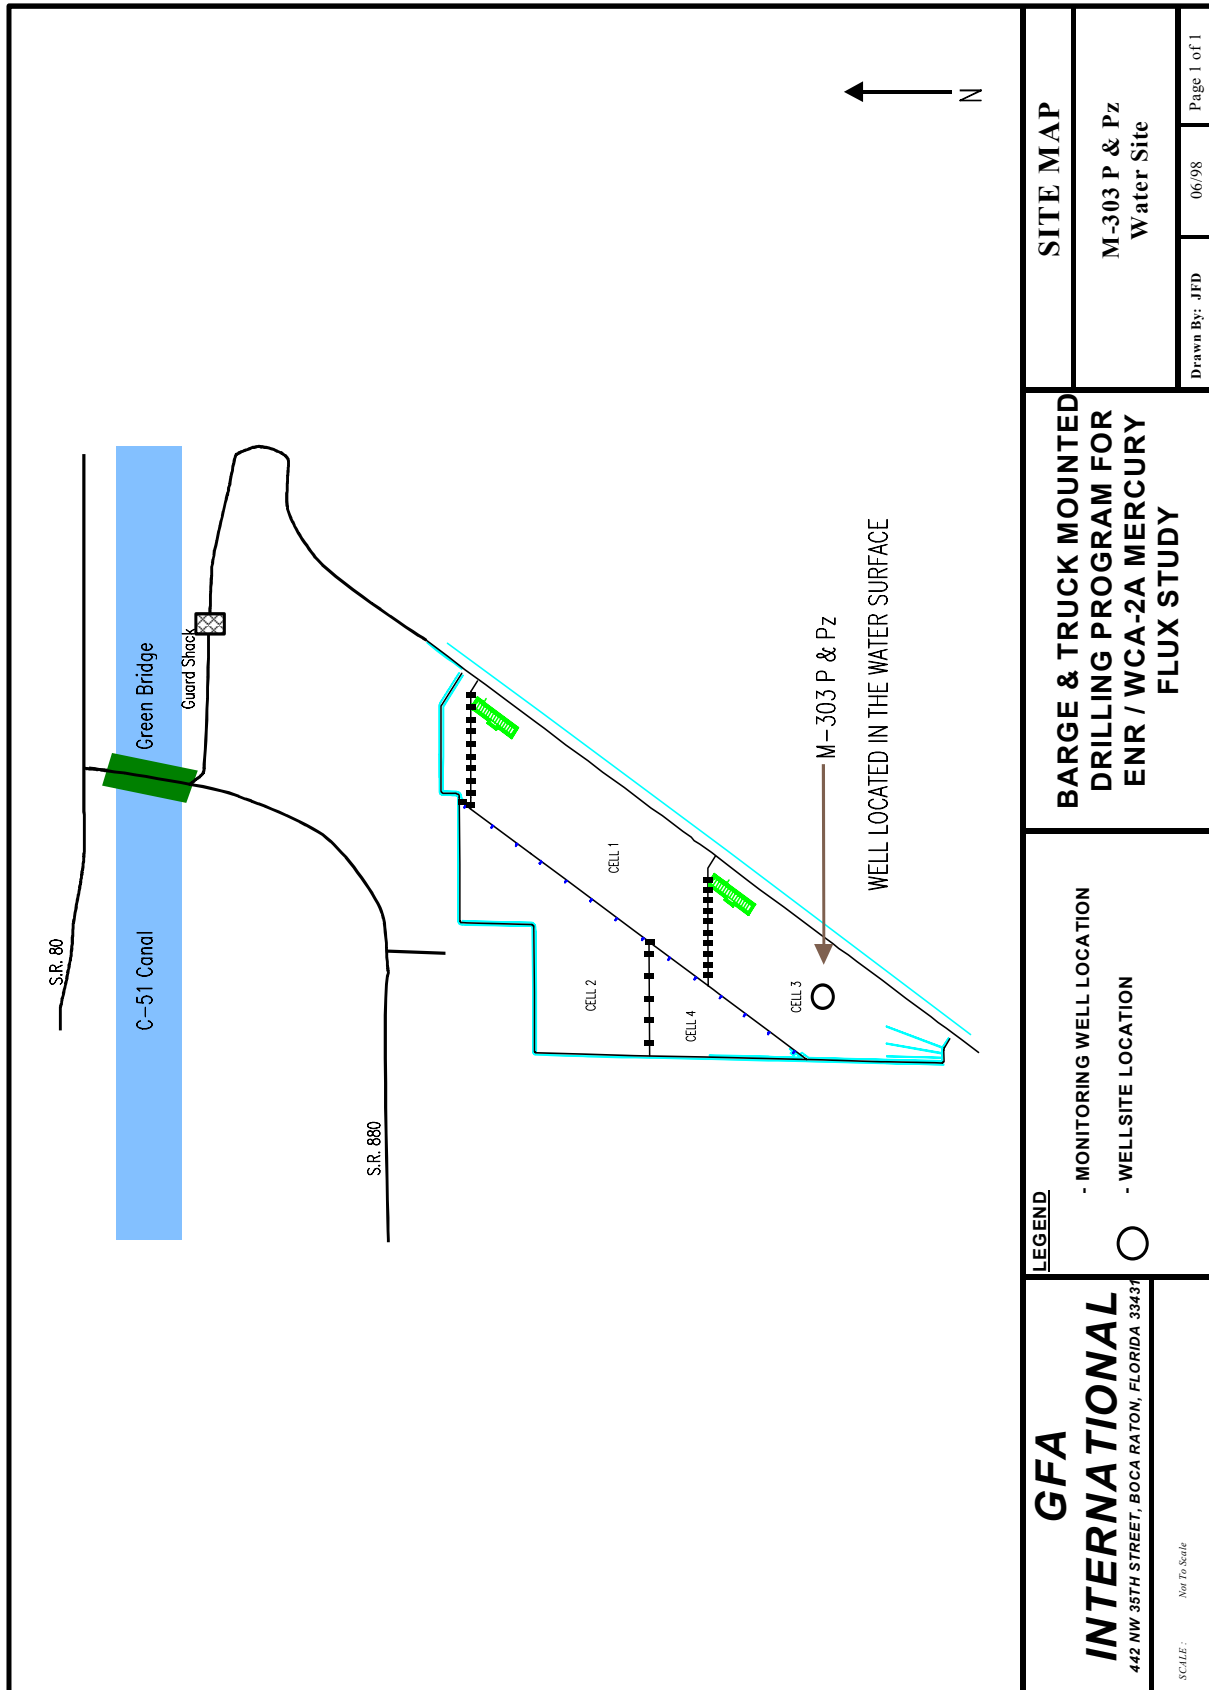 N
S.R. 80
C-51 Canal
Green Bridge
Guard Shack
S.R. 880
CELL 1
CELL 2
CELL 4
CELL 3
M-303 P & Pz
WELL LOCATED IN THE WATER SURFACE
GFA
INTERNATIONAL
442 NW 35TH STREET, BOCA RATON, FLORIDA 33431
SCALE : Not To Scale
LEGEND
- MONITORING WELL LOCATION
- WELLSITE LOCATION
BARGE & TRUCK MOUNTED
DRILLING PROGRAM FOR
ENR / WCA-2A MERCURY
FLUX STUDY
SITE MAP
M-303 P & Pz
Water Site
Drawn By: JFD
06/98
Page 1 of 1